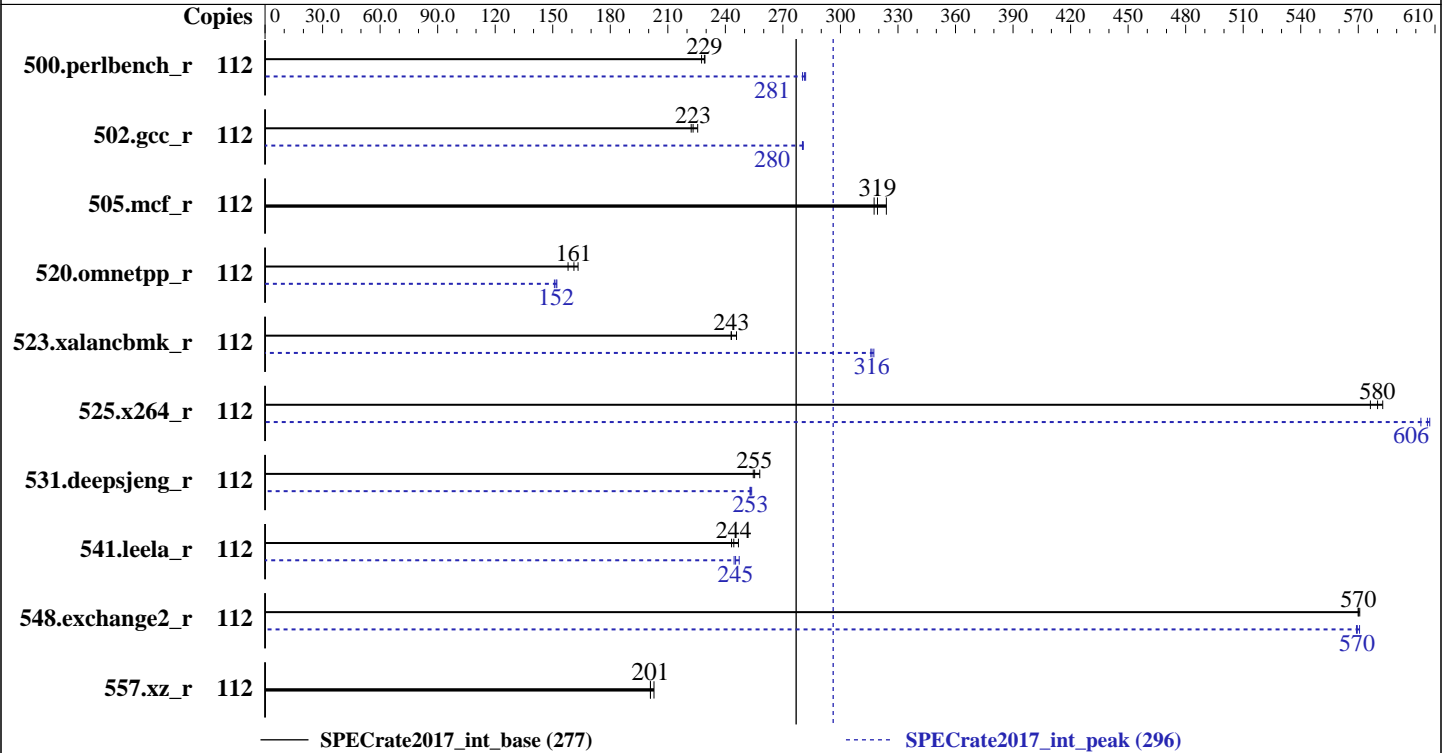 Copies 0 30.0 60.0 90.0 120 150 180 210 240 270 300 330 360 390 420 450 480 510 540 570 610
229
500.perlbench_r 112
281
223
502.gcc_r 112
280
319
505.mcf_r 112
161
520.omnetpp_r 112
152
243
523.xalancbmk_r 112
316
580
525.x264_r 112
606
255
531.deepsjeng_r 112
253
244
541.leela_r 112
245
570
548.exchange2_r 112
570
201
557.xz_r 112
SPECrate2017_int_base (277) SPECrate2017_int_peak (296)